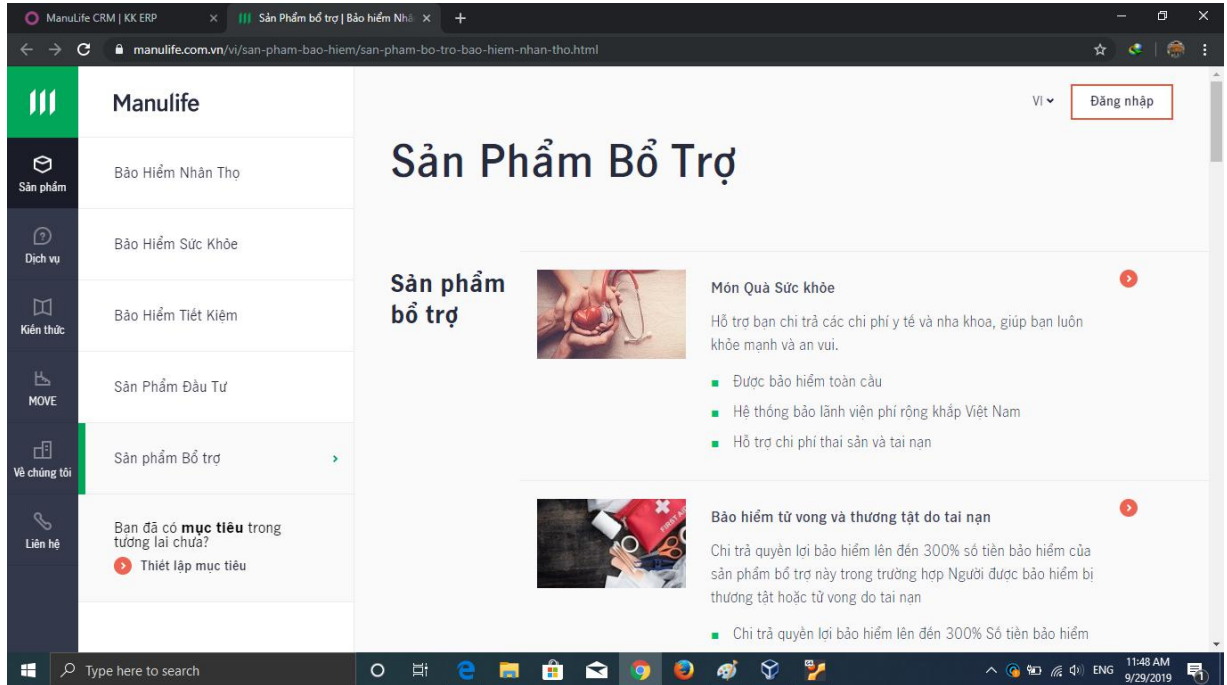 ManuLife CRM | KK ERP
Sản Phẩm bổ trợ | Bảo hiểm Nhâ
manulife.com.vn/vi/san-pham-bao-hiem/san-pham-bo-tro-bao-hiem-nhan-tho.html
Manulife
VI
Đăng nhập
Sản phẩm
Dịch vụ
Kiến thức
MOVE
Về chúng tôi
Liên hệ
Bảo Hiểm Nhân Thọ
Bảo Hiểm Sức Khỏe
Bảo Hiểm Tiết Kiệm
Sản Phẩm Đầu Tư
Sản phẩm Bổ trợ
Bạn đã có mục tiêu trong
tương lai chưa?
Thiết lập mục tiêu
Sản Phẩm Bổ Trợ
Sản phẩm
bổ trợ
Món Quà Sức khỏe
Hỗ trợ bạn chi trả các chi phí y tế và nha khoa, giúp bạn luôn
khỏe mạnh và an vui.
Được bảo hiểm toàn cầu
Hệ thống bảo lãnh viện phí rộng khắp Việt Nam
Hỗ trợ chi phí thai sản và tai nạn
FIRST AID
Bảo hiểm tử vong và thương tật do tai nạn
Chi trả quyền lợi bảo hiểm lên đến 300% số tiền bảo hiểm của
sản phẩm bổ trợ này trong trường hợp Người được bảo hiểm bị
thương tật hoặc tử vong do tai nạn
Chi trả quyền lợi bảo hiểm lên đến 300% Số tiền bảo hiểm
Type here to search
ENG
11:48 AM
9/29/2019